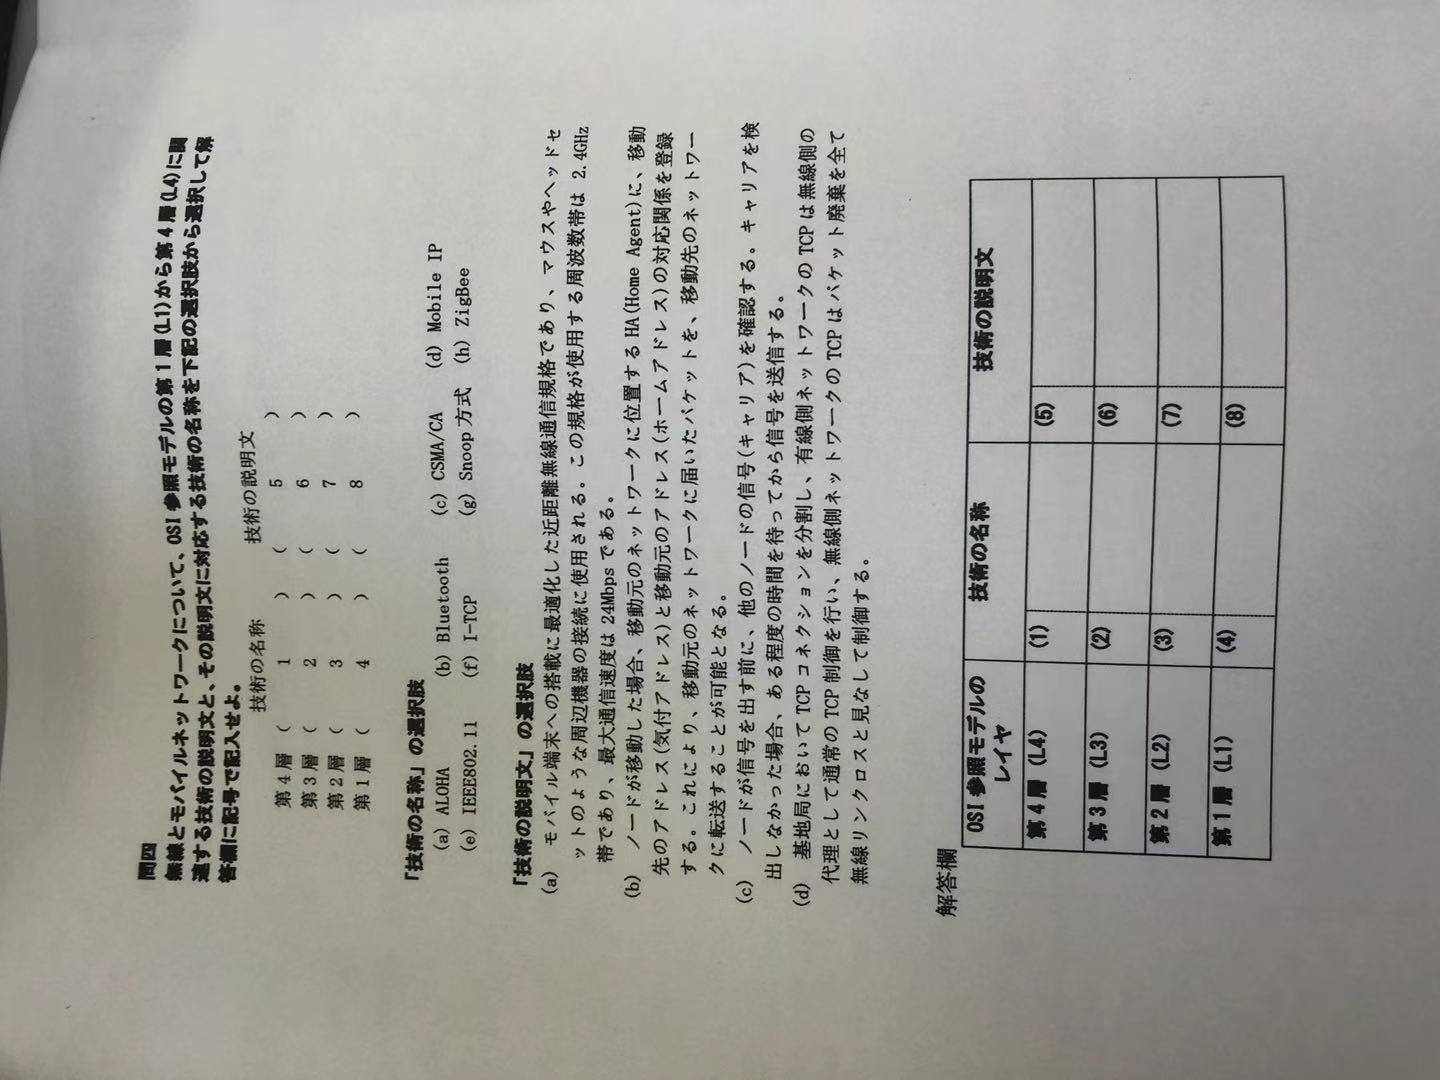 問四
無線とモバイルネットワークについて、OSI 参照モデルの第1層(L1)から第4層(L4)に関
連する技術の説明文と、その説明文に対応する技術の名称を下記の選択肢から選択して解
答欄に記号で記入せよ。
技術の名称 技術の説明文
第4層 ( 1 ) ( 5 )
第3層 ( 2 ) ( 6 )
第2層 ( 3 ) ( 7 )
第1層 ( 4 ) ( 8 )
「技術の名称」の選択肢
(a) ALOHA (b) Bluetooth (c) CSMA/CA (d) Mobile IP
(e) IEEE802.11 (f) I-TCP (g) Snoop方式 (h) ZigBee
「技術の説明文」の選択肢
(a) モバイル端末への搭載に最適化した近距離無線通信規格であり、マウスやヘッドセ
ットのような周辺機器の接続に使用される。この規格が使用する周波数帯は 2.4GHz
帯であり、最大通信速度は 24Mbps である。
(b) ノードが移動した場合、移動元のネットワークに位置する HA(Home Agent)に、移動
先のアドレス(気付アドレス)と移動元のアドレス(ホームアドレス)の対応関係を登録
する。これにより、移動元のネットワークに届いたパケットを、移動先のネットワー
クに転送することが可能となる。
(c) ノードが信号を出す前に、他のノードの信号(キャリア)を確認する。キャリアを検
出しなかった場合、ある程度の時間を待ってから信号を送信する。
(d) 基地局において TCP コネクションを分割し、有線側ネットワークの TCP は無線側の
代理として通常の TCP 制御を行い、無線側ネットワークの TCP はパケット廃棄を全て
無線リンクロスと見なして制御する。
解答欄
OSI 参照モデルの
レイヤ 技術の名称 技術の説明文
第4層 (L4) (1) (5)
第3層 (L3) (2) (6)
第2層 (L2) (3) (7)
第1層 (L1) (4) (8)